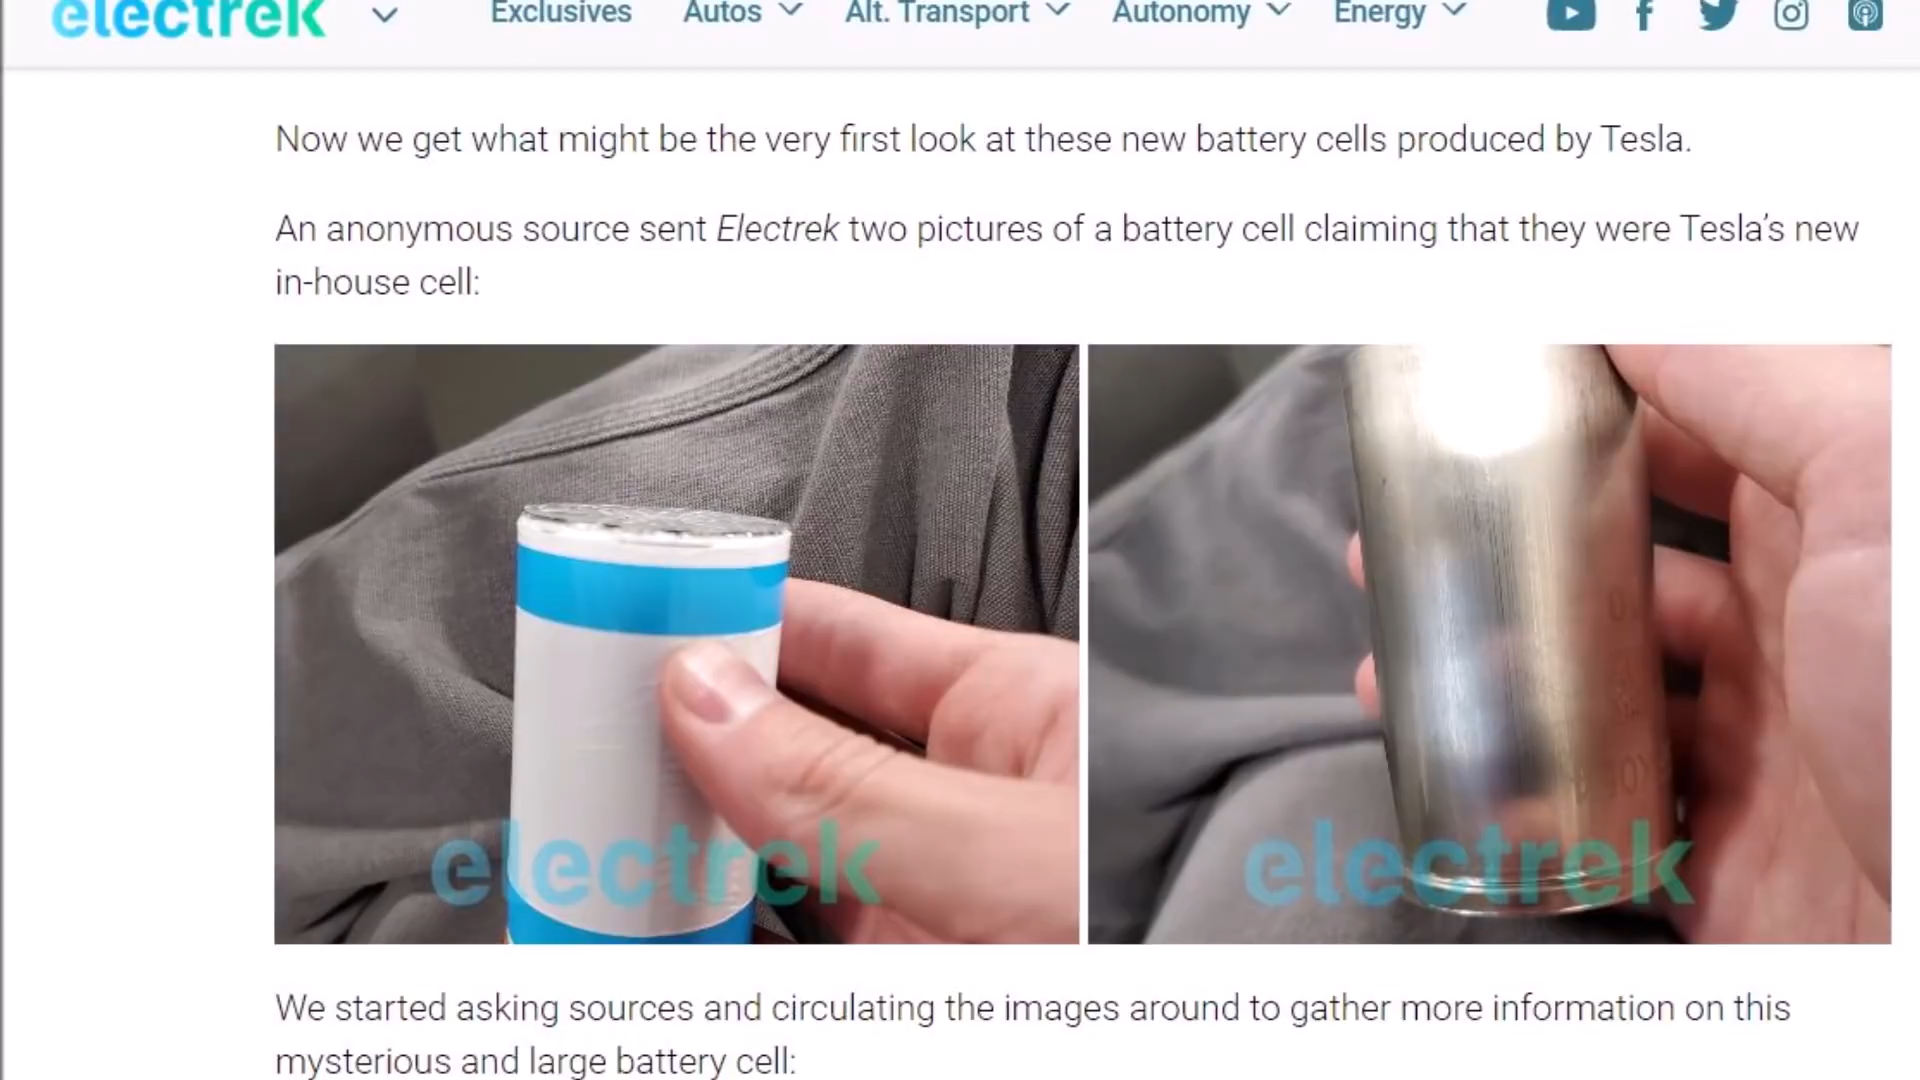 electrek
Exclusives Autos Alt. Transport Autonomy Energy
Now we get what might be the very first look at these new battery cells produced by Tesla.
An anonymous source sent Electrek two pictures of a battery cell claiming that they were Tesla’s new
in-house cell:
electrek
electrek
We started asking sources and circulating the images around to gather more information on this
mysterious and large battery cell: